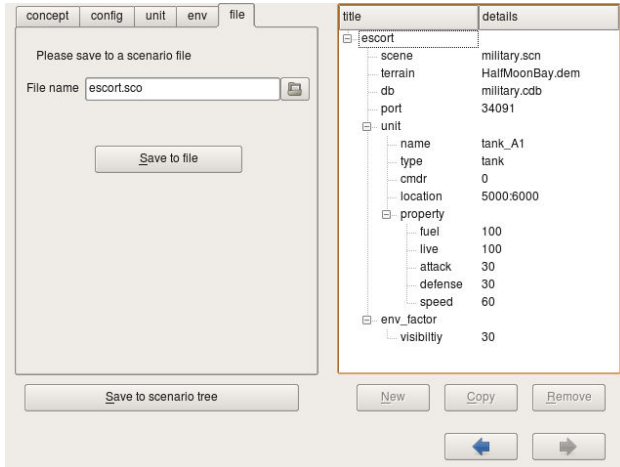 concept config unit env file
Please save to a scenario file
File name escort.sco
Save to file
Save to scenario tree
title details
escort
scene military.scn
terrain HalfMoonBay.dem
db military.cdb
port 34091
unit
name tank_A1
type tank
cmdr 0
location 5000:6000
property
fuel 100
live 100
attack 30
defense 30
speed 60
env_factor
visibiltiy 30
New Copy Remove